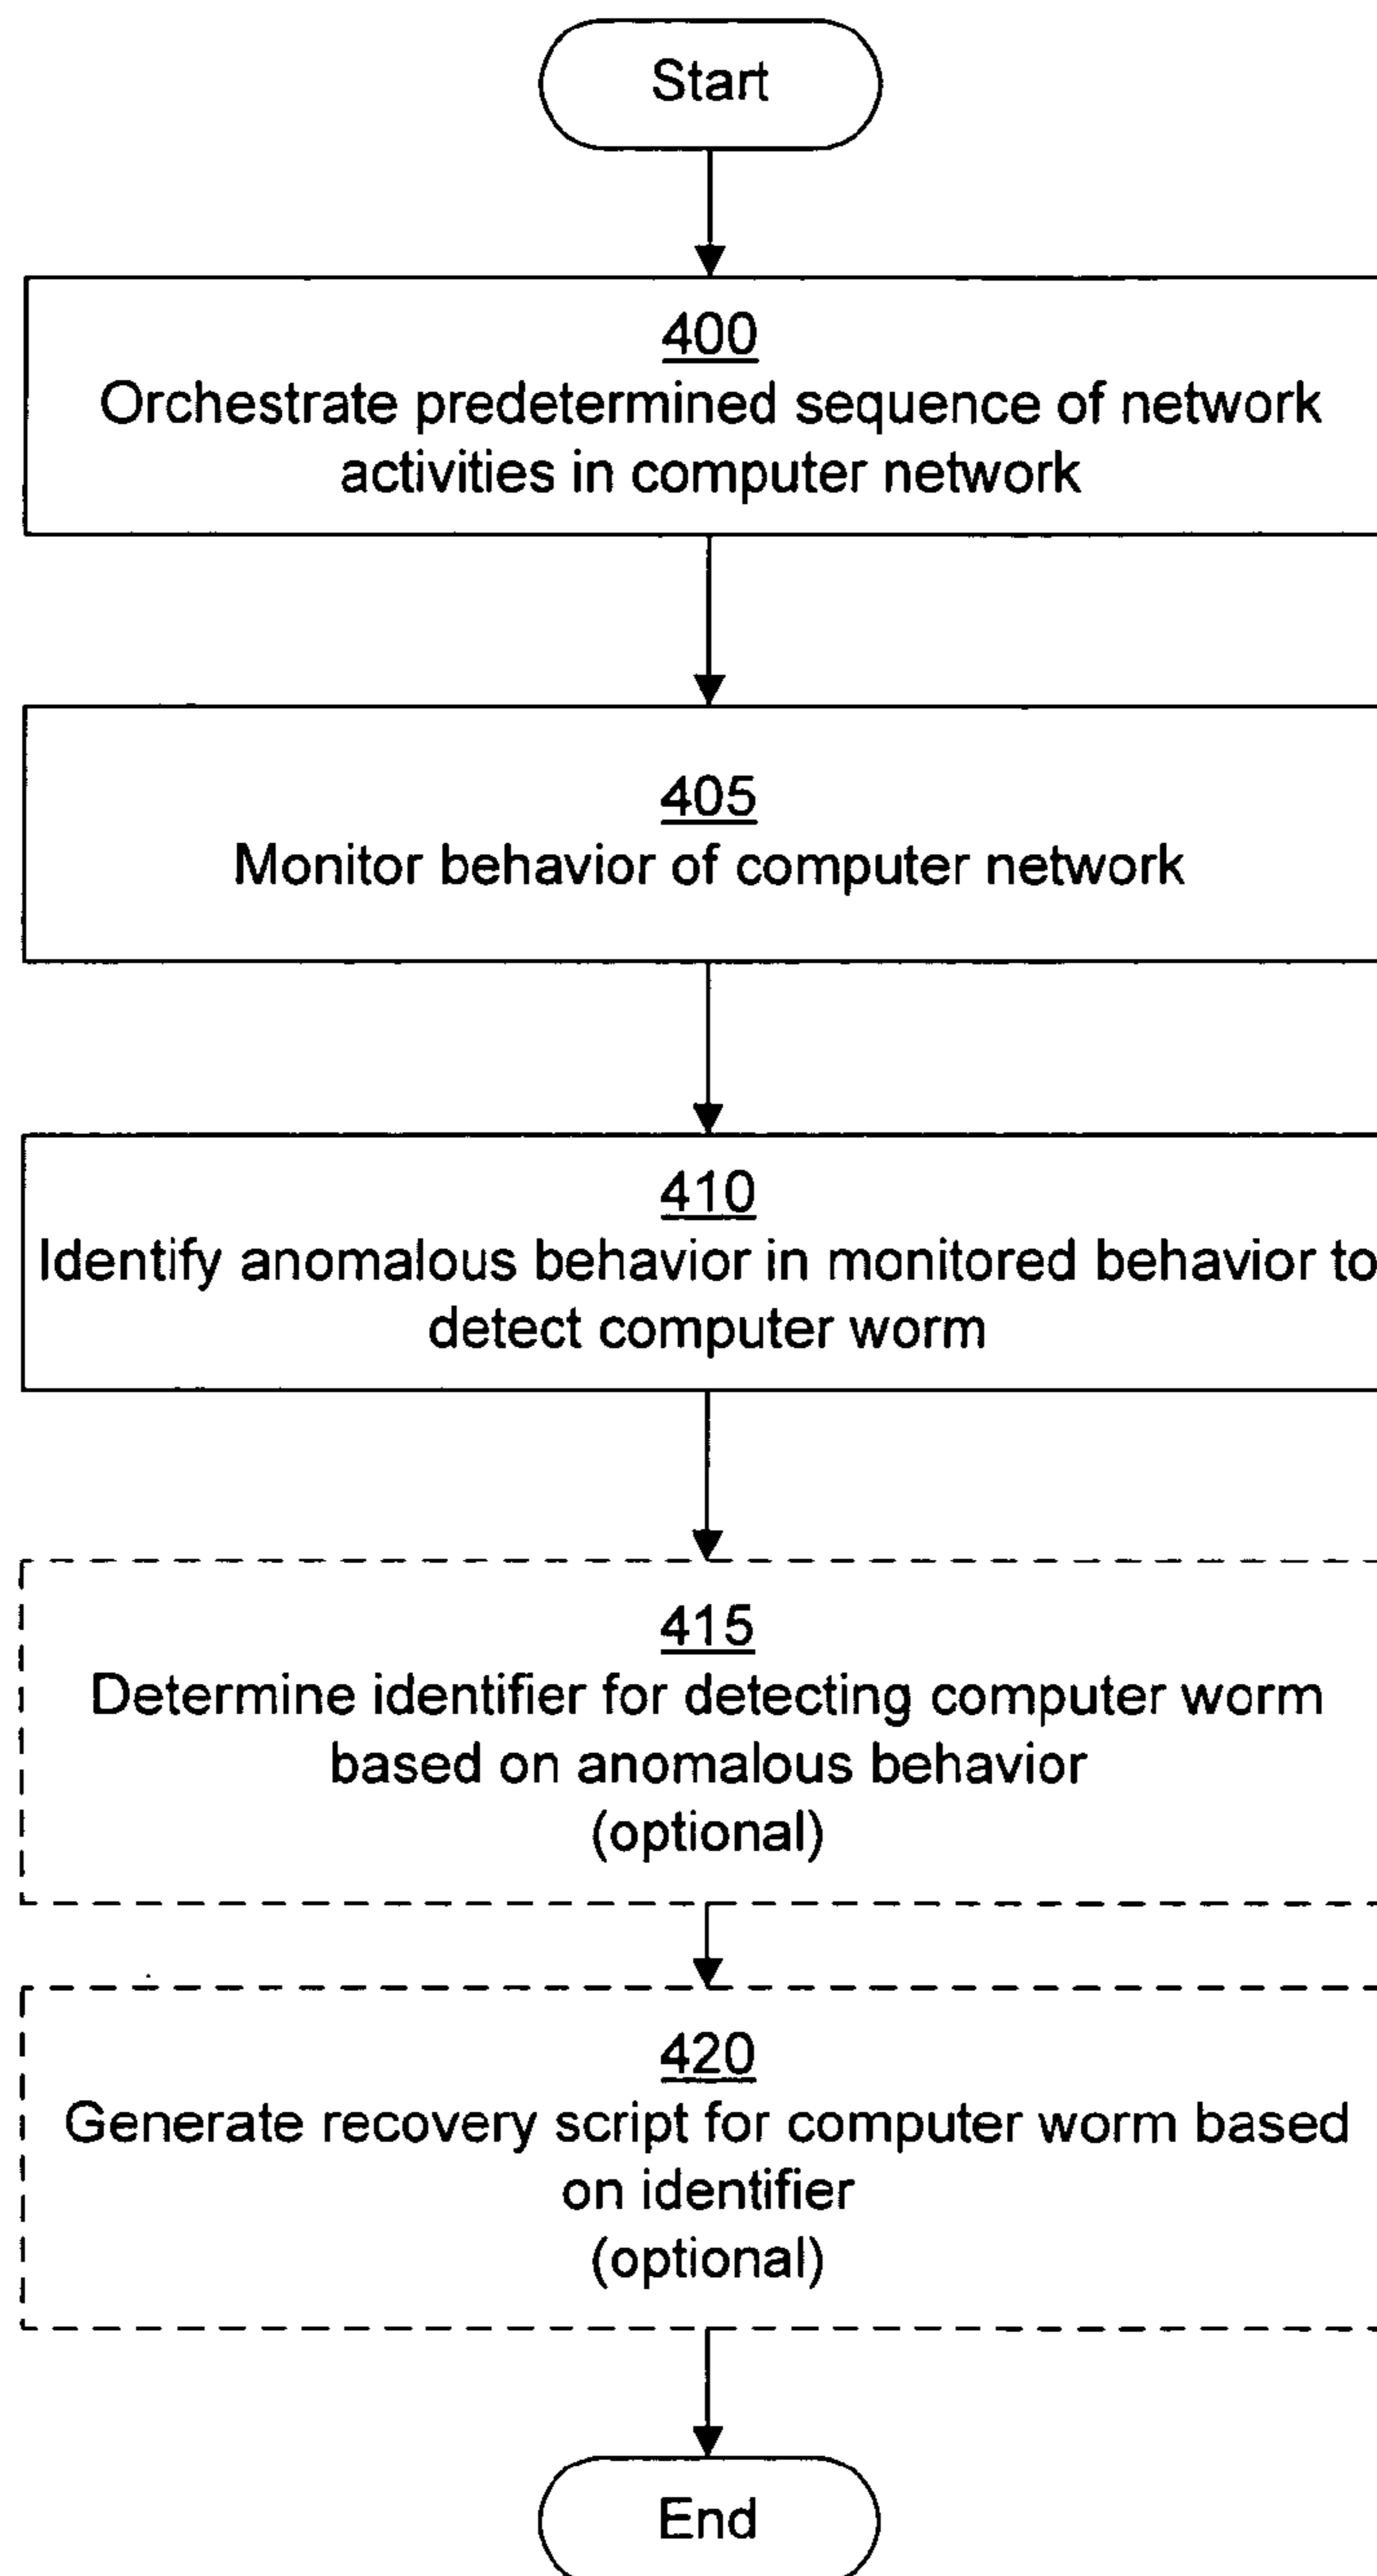 Start
400
Orchestrate predetermined sequence of network
activities in computer network
405
Monitor behavior of computer network
410
Identify anomalous behavior in monitored behavior to
detect computer worm
415
Determine identifier for detecting computer worm
based on anomalous behavior
(optional)
420
Generate recovery script for computer worm based
on identifier
(optional)
End